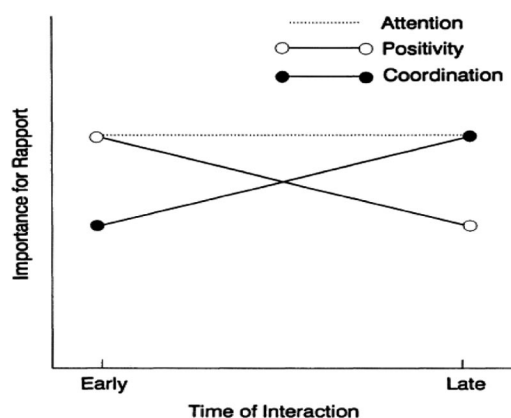 Attention
Positivity
Coordination
Importance for Rapport
Early
Late
Time of Interaction